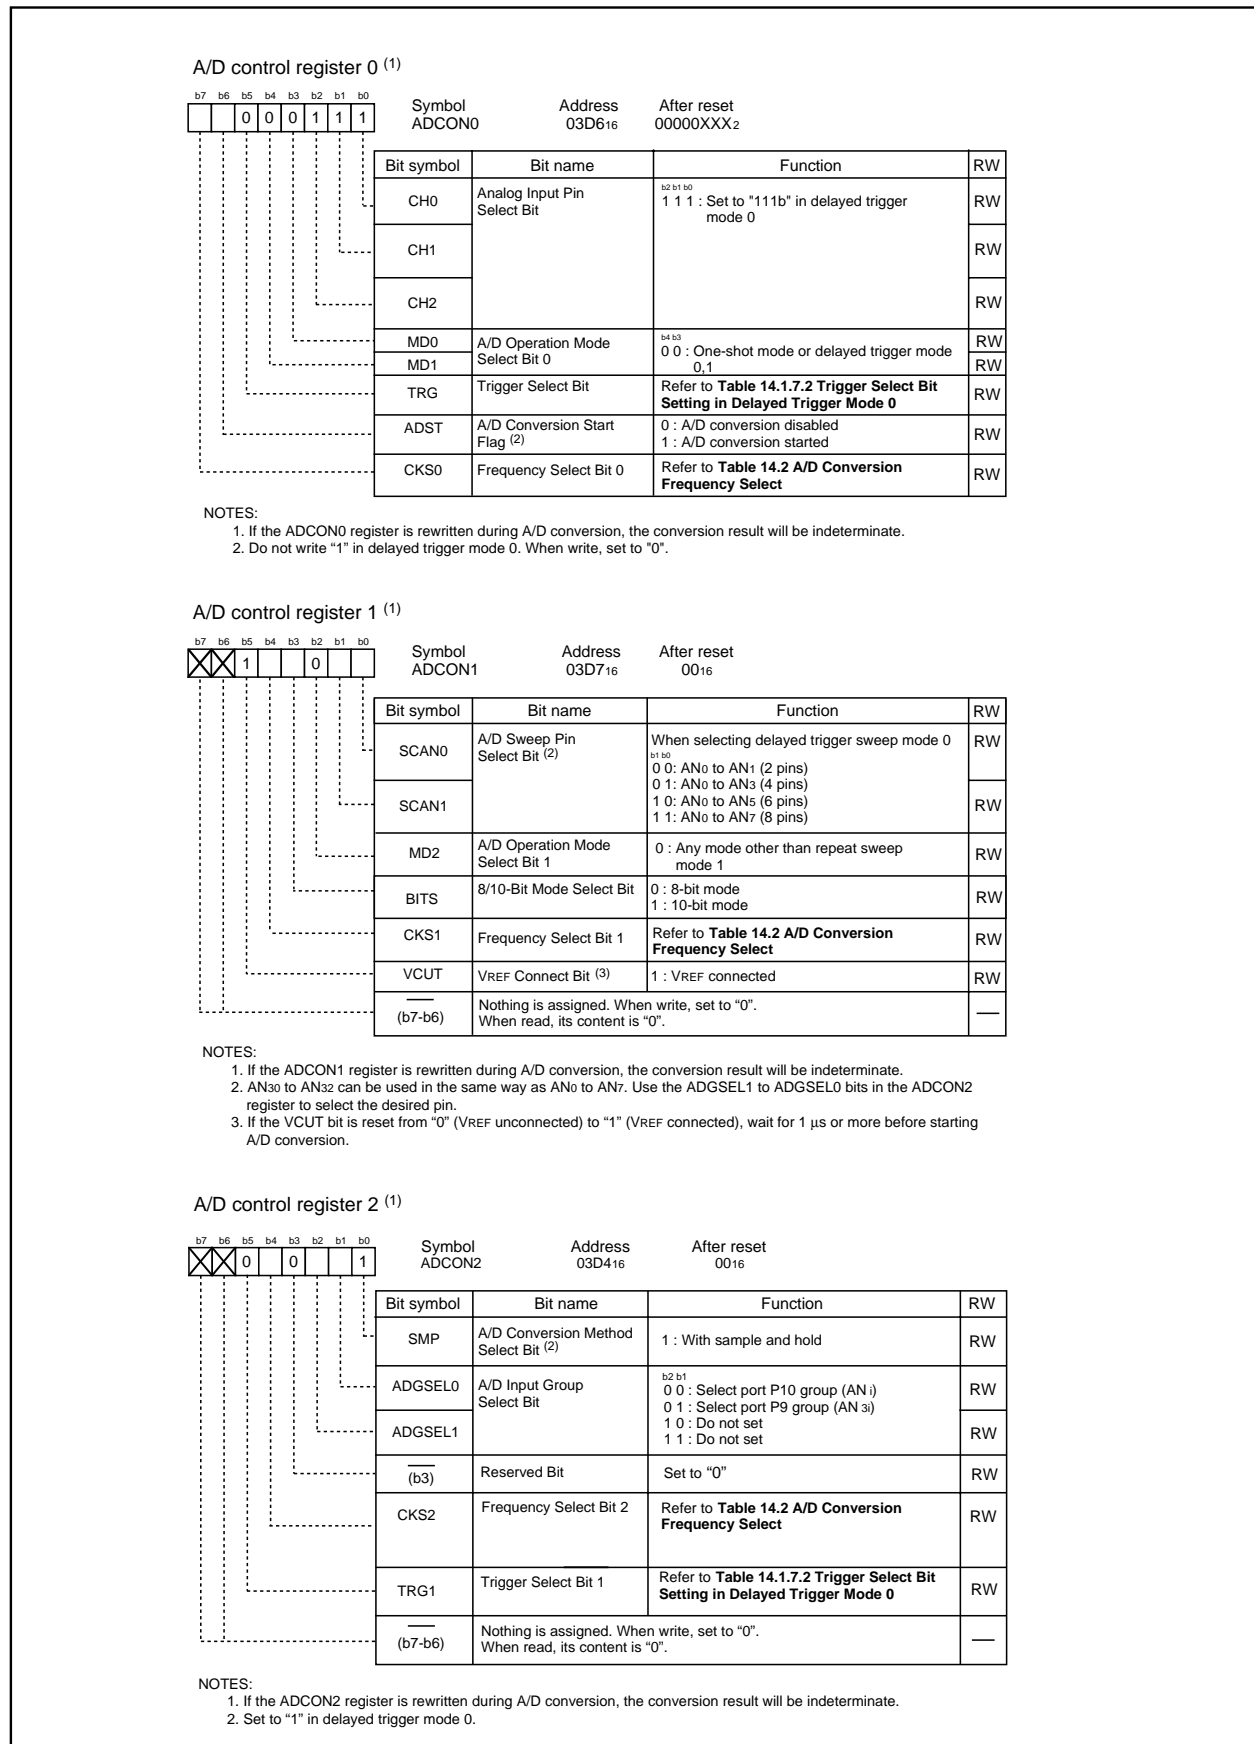 A/D control register 0 (1)
b7 b6 b5 b4 b3 b2 b1 b0
0 0 0 1 1 1
Symbol Address After reset
ADCON0 03D616 00000XXX2
Bit symbol Bit name Function RW
CH0 Analog Input Pin Select Bit RW
b2 b1 b0
1 1 1 : Set to "111b" in delayed trigger
mode 0
CH1 RW
CH2 RW
MD0 A/D Operation Mode RW
Select Bit 0
b4 b3
0 0 : One-shot mode or delayed trigger mode
0,1
MD1 RW
TRG Trigger Select Bit Refer to Table 14.1.7.2 Trigger Select Bit RW
Setting in Delayed Trigger Mode 0
ADST A/D Conversion Start 0 : A/D conversion disabled RW
Flag (2) 1 : A/D conversion started
CKS0 Frequency Select Bit 0 Refer to Table 14.2 A/D Conversion RW
Frequency Select
NOTES:
1. If the ADCON0 register is rewritten during A/D conversion, the conversion result will be indeterminate.
2. Do not write “1” in delayed trigger mode 0. When write, set to "0".
A/D control register 1 (1)
b7 b6 b5 b4 b3 b2 b1 b0
1 0
Symbol Address After reset
ADCON1 03D716 0016
Bit symbol Bit name Function RW
SCAN0 A/D Sweep Pin When selecting delayed trigger sweep mode 0 RW
Select Bit (2)
b1 b0
0 0: AN0 to AN1 (2 pins)
0 1: AN0 to AN3 (4 pins)
SCAN1 1 0: AN0 to AN5 (6 pins) RW
1 1: AN0 to AN7 (8 pins)
MD2 A/D Operation Mode 0 : Any mode other than repeat sweep RW
Select Bit 1 mode 1
BITS 8/10-Bit Mode Select Bit 0 : 8-bit mode RW
1 : 10-bit mode
CKS1 Frequency Select Bit 1 Refer to Table 14.2 A/D Conversion RW
Frequency Select
VCUT VREF Connect Bit (3) 1 : VREF connected RW
(b7-b6) Nothing is assigned. When write, set to “0”. —
When read, its content is “0”.
NOTES:
1. If the ADCON1 register is rewritten during A/D conversion, the conversion result will be indeterminate.
2. AN30 to AN32 can be used in the same way as AN0 to AN7. Use the ADGSEL1 to ADGSEL0 bits in the ADCON2
register to select the desired pin.
3. If the VCUT bit is reset from “0” (VREF unconnected) to “1” (VREF connected), wait for 1 µs or more before starting
A/D conversion.
A/D control register 2 (1)
b7 b6 b5 b4 b3 b2 b1 b0
0 0 1
Symbol Address After reset
ADCON2 03D416 0016
Bit symbol Bit name Function RW
SMP A/D Conversion Method 1 : With sample and hold RW
Select Bit (2)
ADGSEL0 A/D Input Group RW
Select Bit
b2 b1
0 0 : Select port P10 group (AN i)
0 1 : Select port P9 group (AN 3i)
ADGSEL1 1 0 : Do not set RW
1 1 : Do not set
(b3) Reserved Bit Set to “0” RW
CKS2 Frequency Select Bit 2 Refer to Table 14.2 A/D Conversion RW
Frequency Select
TRG1 Trigger Select Bit 1 Refer to Table 14.1.7.2 Trigger Select Bit RW
Setting in Delayed Trigger Mode 0
(b7-b6) Nothing is assigned. When write, set to “0”. —
When read, its content is “0”.
NOTES:
1. If the ADCON2 register is rewritten during A/D conversion, the conversion result will be indeterminate.
2. Set to “1” in delayed trigger mode 0.